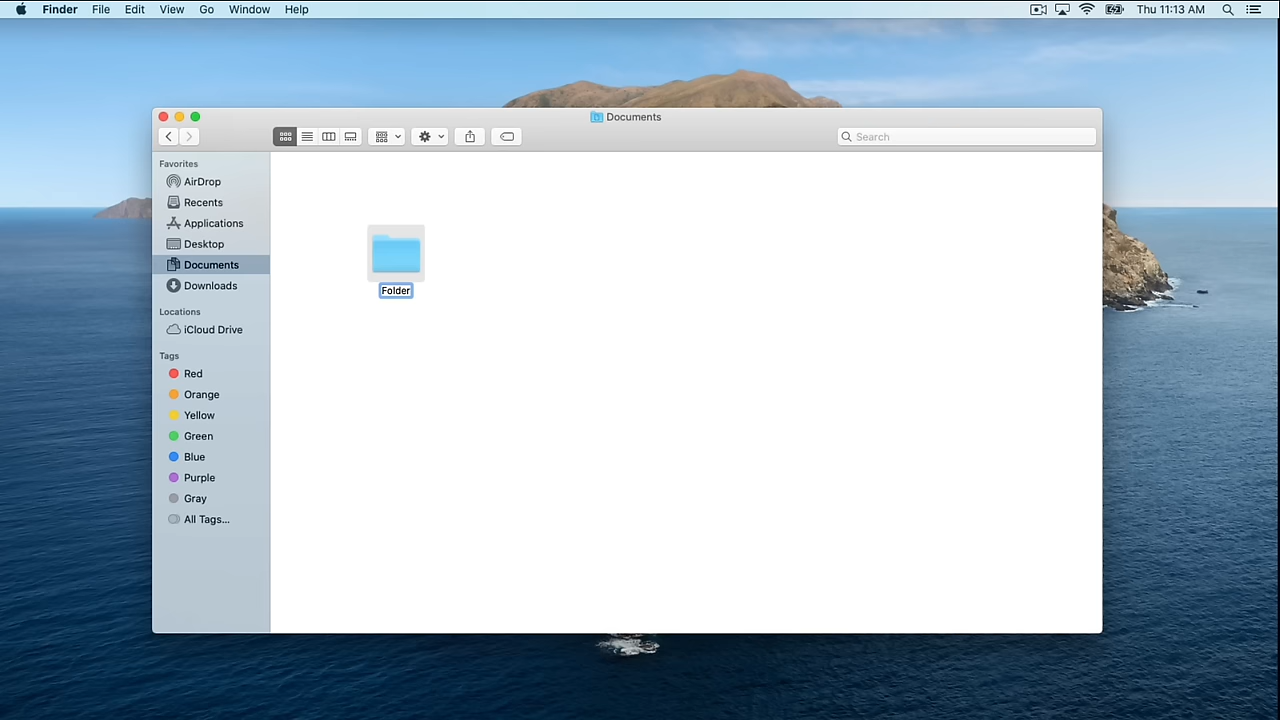 Finder File Edit View Go Window Help Thu 11:13 AM
Documents
Search
Favorites
AirDrop
Recents
Applications
Desktop
Documents
Downloads
Locations
iCloud Drive
Tags
Red
Orange
Yellow
Green
Blue
Purple
Gray
All Tags...
Folder